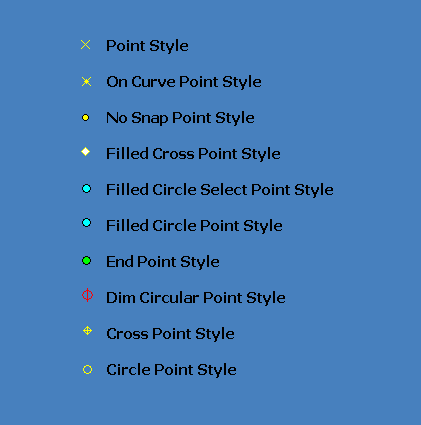 Point Style
On Curve Point Style
No Snap Point Style
Filled Cross Point Style
Filled Circle Select Point Style
Filled Circle Point Style
End Point Style
Dim Circular Point Style
Cross Point Style
Circle Point Style